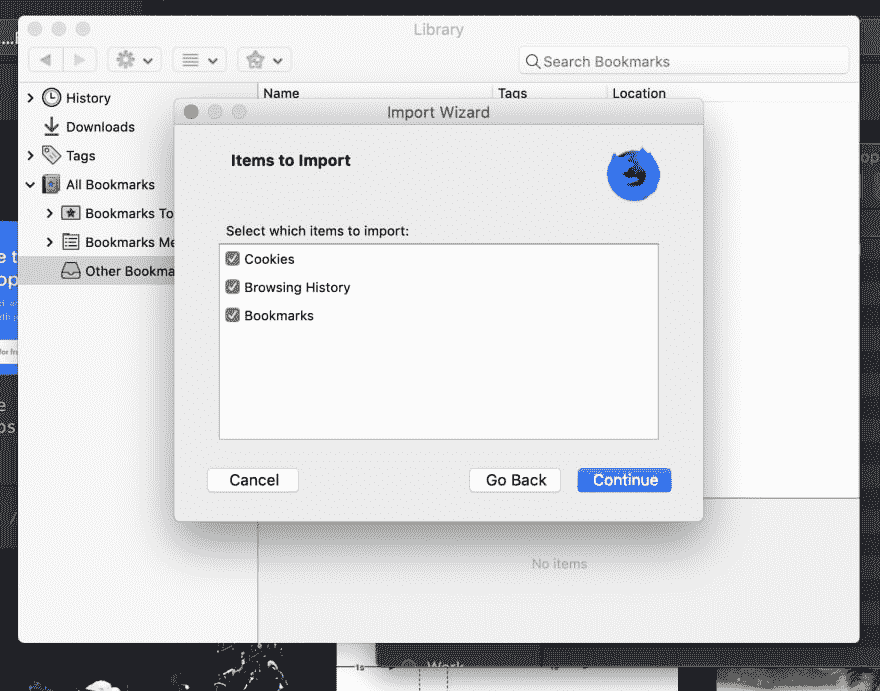 Library
Search Bookmarks
History
Downloads
Tags
All Bookmarks
Bookmarks To
Bookmarks Me
Other Bookma
Name
Tags
Location
Import Wizard
Items to Import
Select which items to import:
Cookies
Browsing History
Bookmarks
Cancel
Go Back
Continue
No items